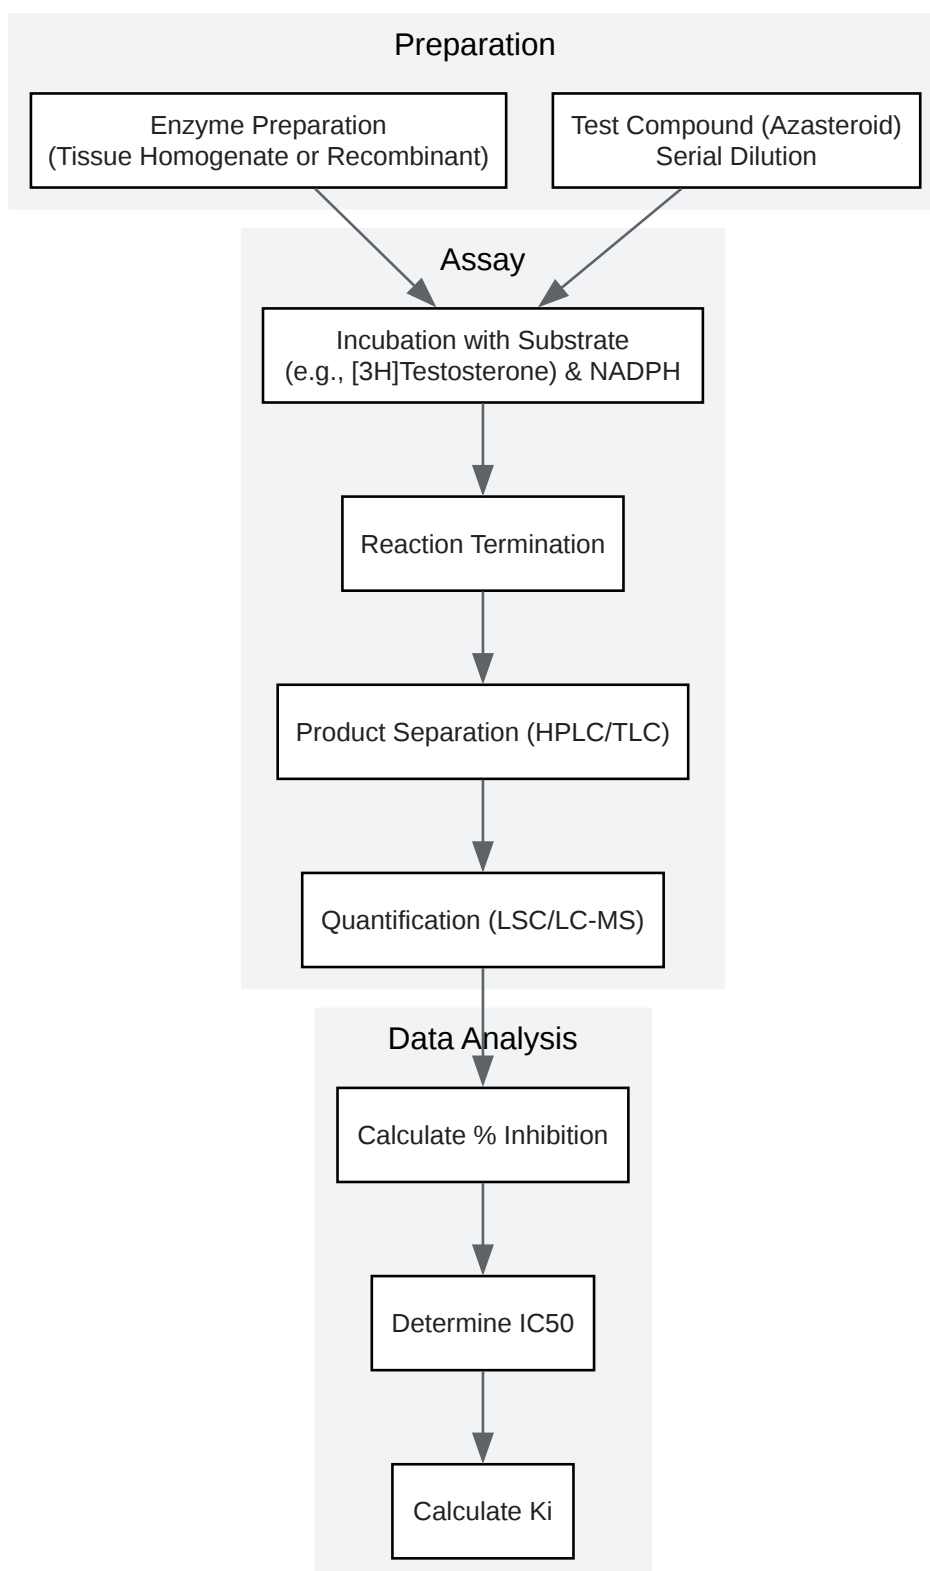 Preparation
Enzyme Preparation
(Tissue Homogenate or Recombinant)
Test Compound (Azasteroid)
Serial Dilution
Assay
Incubation with Substrate
(e.g., [3H]Testosterone) & NADPH
Reaction Termination
Product Separation (HPLC/TLC)
Quantification (LSC/LC-MS)
Data Analysis
Calculate % Inhibition
Determine IC50
Calculate Ki